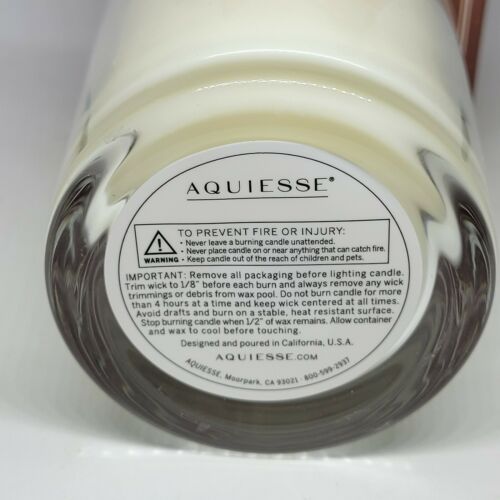 AQUIESSE®
TO PREVENT FIRE OR INJURY:
• Never leave a burning candle unattended.
• Never place candle on or near anything that can catch fire.
WARNING • Keep candle out of the reach of children and pets.
IMPORTANT: Remove all packaging before lighting candle.
Trim wick to 1/8" before each burn and always remove any wick
trimmings or debris from wax pool. Do not burn candle for more
than 4 hours at a time and keep wick centered at all times.
Avoid drafts and burn on a stable, heat resistant surface.
Stop burning candle when 1/2" of wax remains. Allow container
and wax to cool before touching.
Designed and poured in California, U.S.A.
AQUIESSE.COM
AQUIESSE, Moorpark, CA 93021 · 800-599-2937